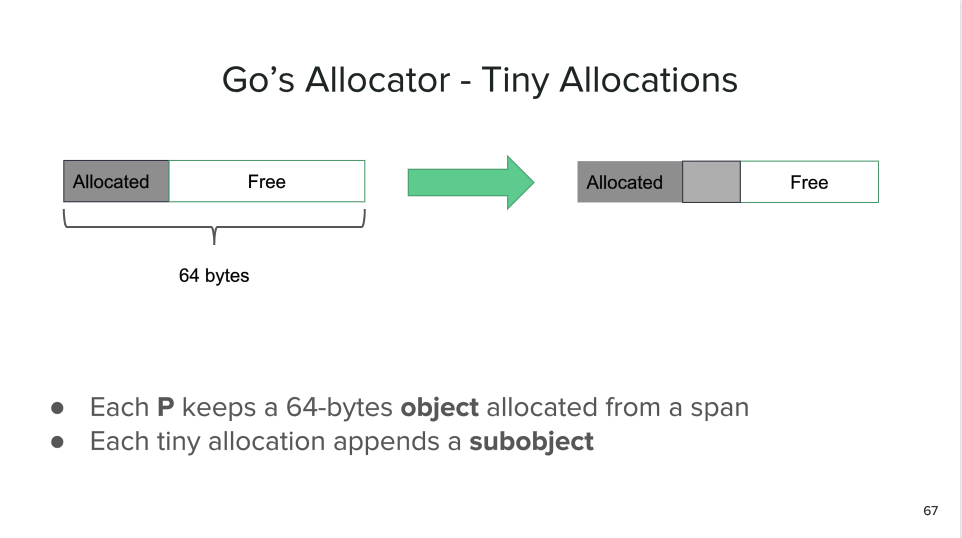 Go’s Allocator - Tiny Allocations
Allocated Free
Allocated Free
64 bytes
● Each P keeps a 64-bytes object allocated from a span
● Each tiny allocation appends a subobject
67